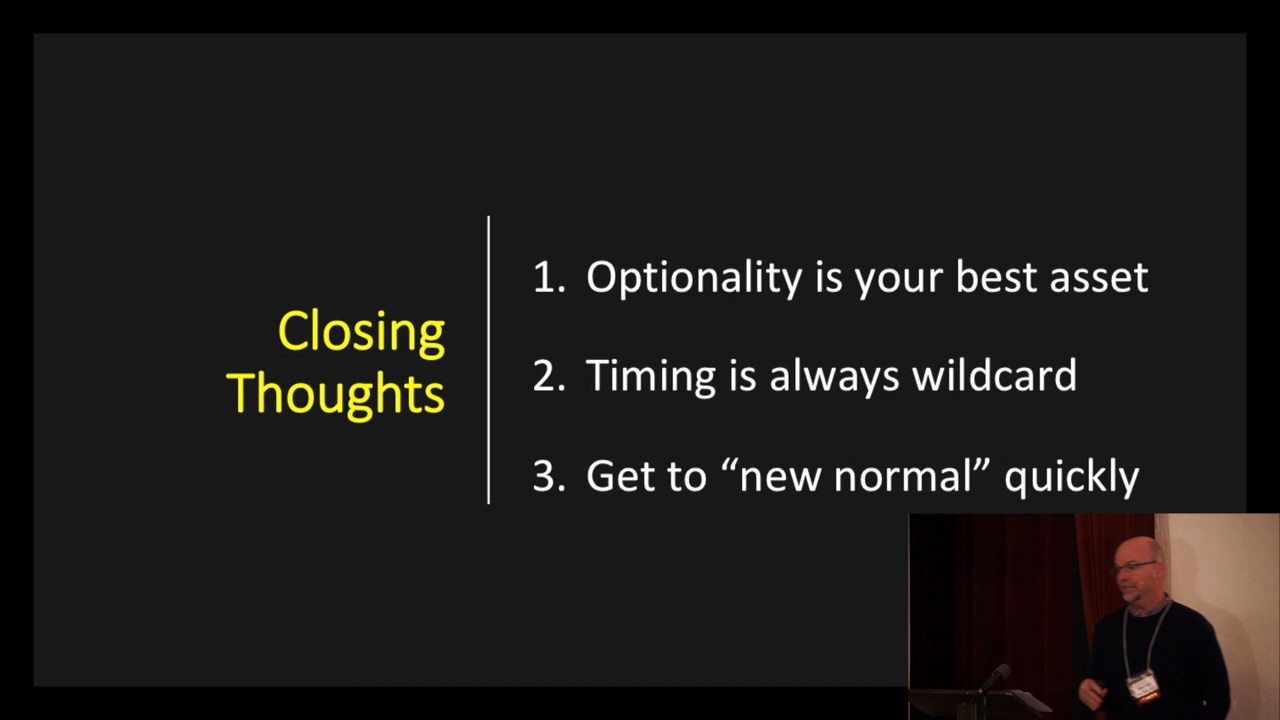 Closing
Thoughts
1. Optionality is your best asset
2. Timing is always wildcard
3. Get to “new normal” quickly